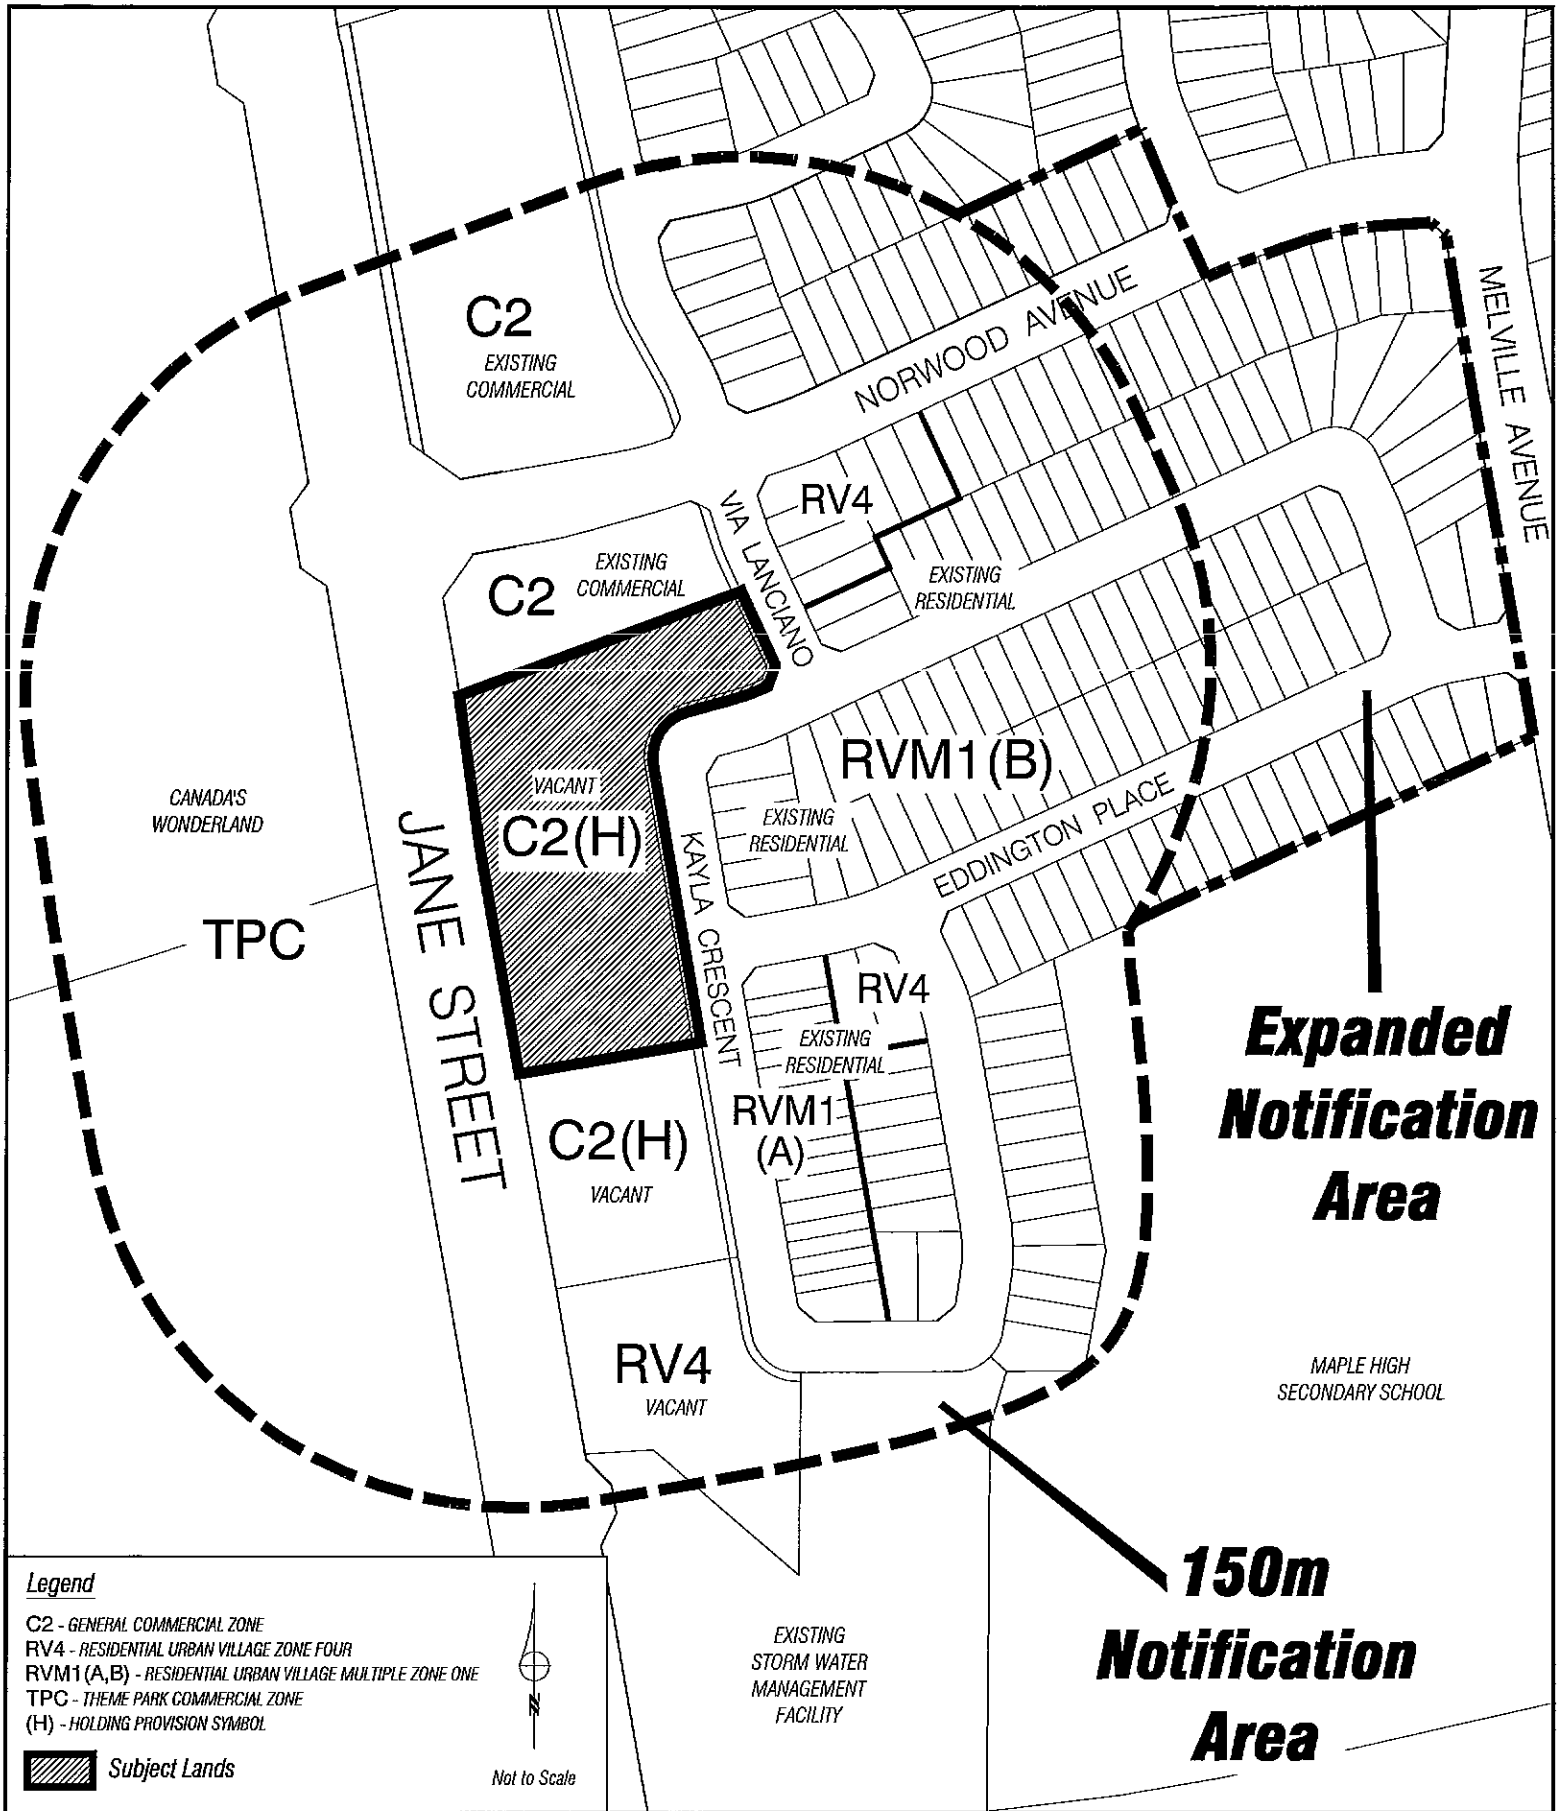 C2
EXISTING
COMMERCIAL
NORWOOD AVENUE
MELVILLE AVENUE
VIA LANCIANO
RV4
EXISTING
COMMERCIAL
C2
EXISTING
RESIDENTIAL
CANADA'S
WONDERLAND
JANE STREET
VACANT
C2(H)
RVM1(B)
EXISTING
RESIDENTIAL
EDDINGTON PLACE
KAYLA CRESCENT
TPC
RV4
EXISTING
RESIDENTIAL
Expanded
Notification
Area
C2(H)
VACANT
RVM1
(A)
RV4
VACANT
MAPLE HIGH
SECONDARY SCHOOL
150m
Notification
Area
EXISTING
STORM WATER
MANAGEMENT
FACILITY
Legend
C2 - GENERAL COMMERCIAL ZONE
RV4 - RESIDENTIAL URBAN VILLAGE ZONE FOUR
RVM1(A,B) - RESIDENTIAL URBAN VILLAGE MULTIPLE ZONE ONE
TPC - THEME PARK COMMERCIAL ZONE
(H) - HOLDING PROVISION SYMBOL
Subject Lands
N
Not to Scale